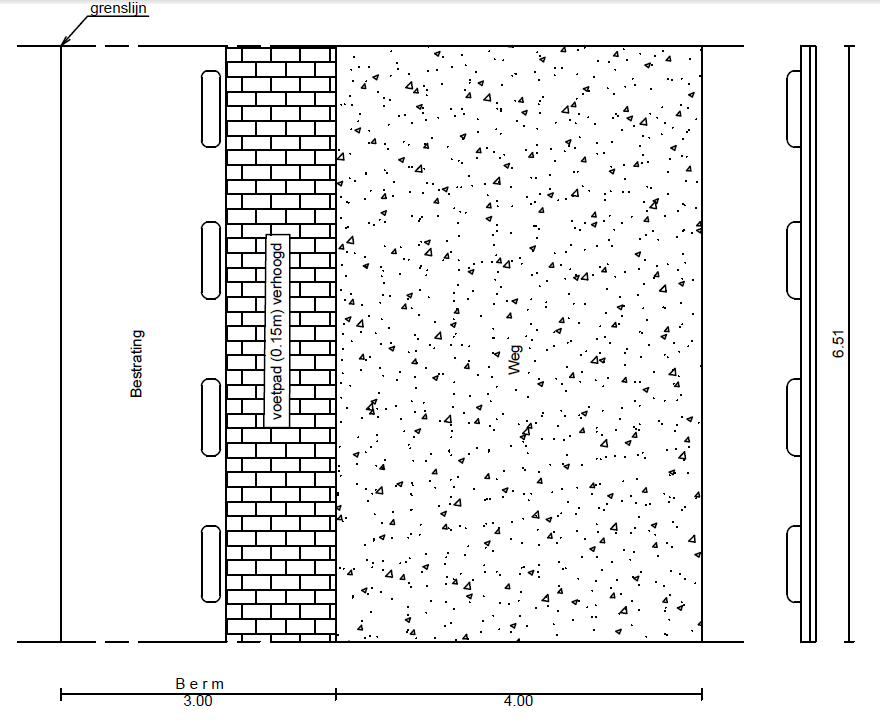 grenslijn
Bestrating
voetpad (0.15m) verhoogd
Weg
6.51
Berm
3.00
4.00